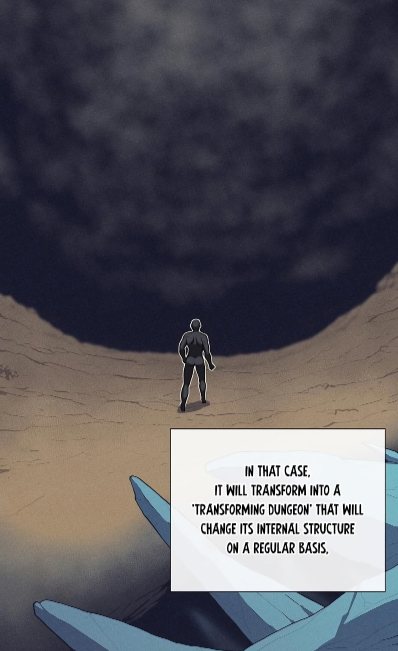 IN THAT CASE,
IT WILL TRANSFORM INTO A
'TRANSFORMING DUNGEON' THAT WILL
CHANGE ITS INTERNAL STRUCTURE
ON A REGULAR BASIS.